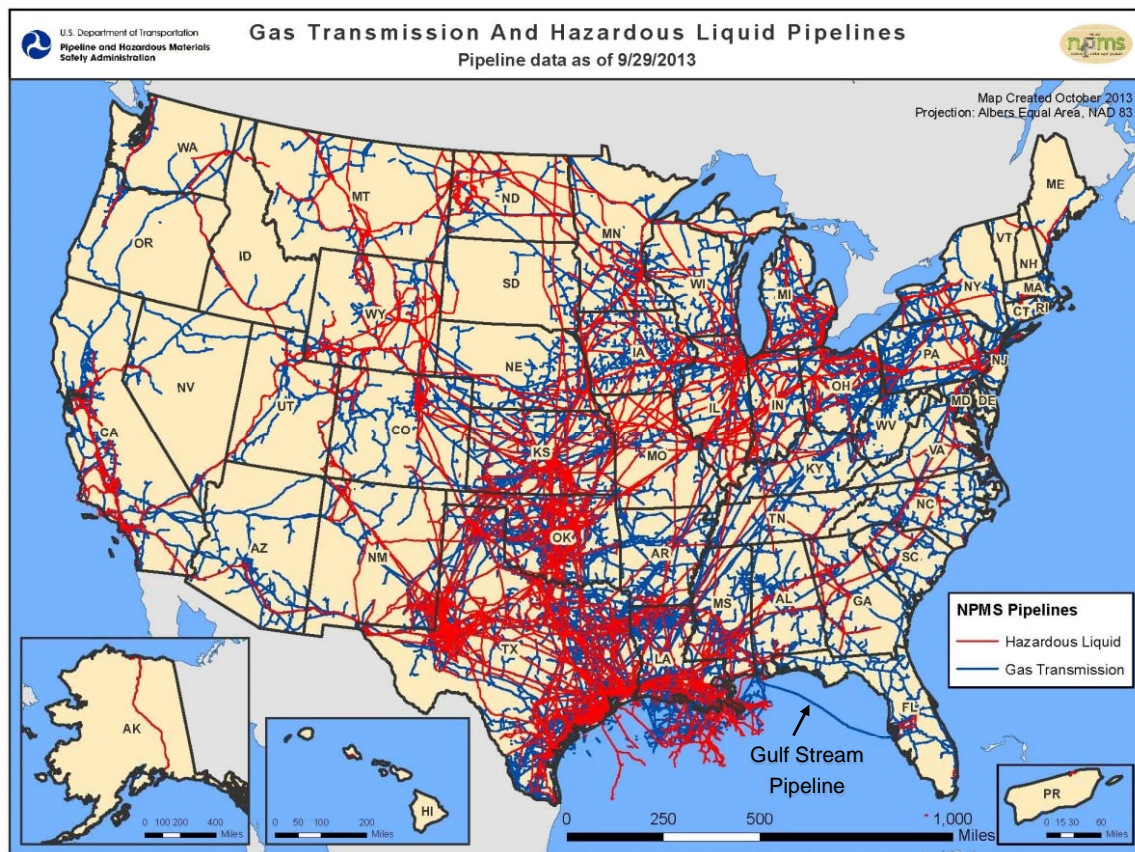 U.S. Department of Transportation
Pipeline and Hazardous Materials
Safety Administration
Gas Transmission And Hazardous Liquid Pipelines
Pipeline data as of 9/29/2013
npms
Map Created October 2013
Projection: Albers Equal Area, NAD 83
WA
MT
ND
MN
ME
OR
ID
SD
WI
MI
VT
NH
NY
MA
CT
RI
WY
IA
NE
PA
NJ
NV
UT
CO
IL
IN
OH
MD
DE
WV
CA
KS
MO
KY
VA
TN
NC
AZ
NM
OK
AR
SC
MS
AL
GA
TX
LA
FL
NPMS Pipelines
Hazardous Liquid
Gas Transmission
Gulf Stream
Pipeline
AK
0 100 200 400
Miles
HI
0 50 100 200
Miles
PR
0 15 30 60
Miles
0 250 500 1,000
Miles